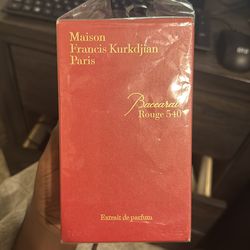 Maison
Francis Kurkdjian
Paris
Baccarat
Rouge 540
Extrait de parfum